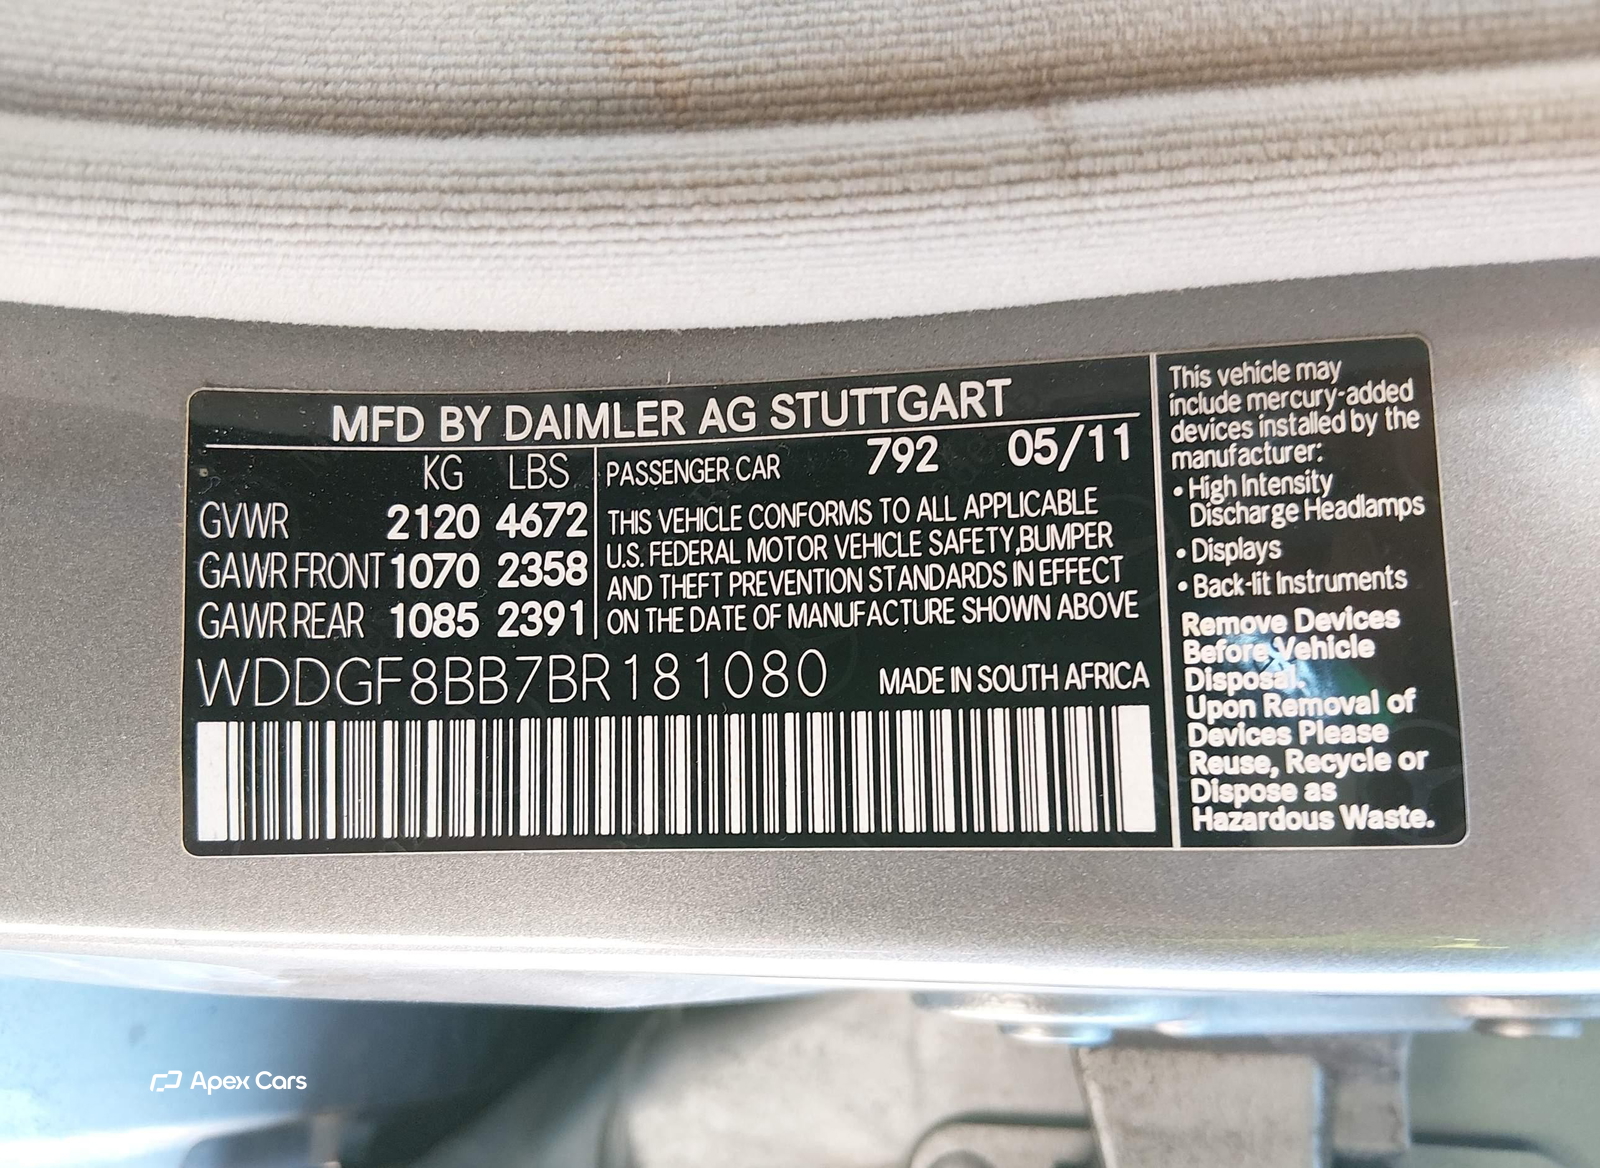 MFD BY DAIMLER AG STUTTGART
KG LBS
GVWR 2120 4672
GAWR FRONT 1070 2358
GAWR REAR 1085 2391
PASSENGER CAR 792 05/11
THIS VEHICLE CONFORMS TO ALL APPLICABLE
U.S. FEDERAL MOTOR VEHICLE SAFETY,BUMPER
AND THEFT PREVENTION STANDARDS IN EFFECT
ON THE DATE OF MANUFACTURE SHOWN ABOVE
WDDGF8BB7BR181080 MADE IN SOUTH AFRICA
This vehicle may
include mercury-added
devices installed by the
manufacturer:
• High Intensity
Discharge Headlamps
• Displays
• Back-lit Instruments
Remove Devices
Before Vehicle
Disposal.
Upon Removal of
Devices Please
Reuse, Recycle or
Dispose as
Hazardous Waste.
Apex Cars